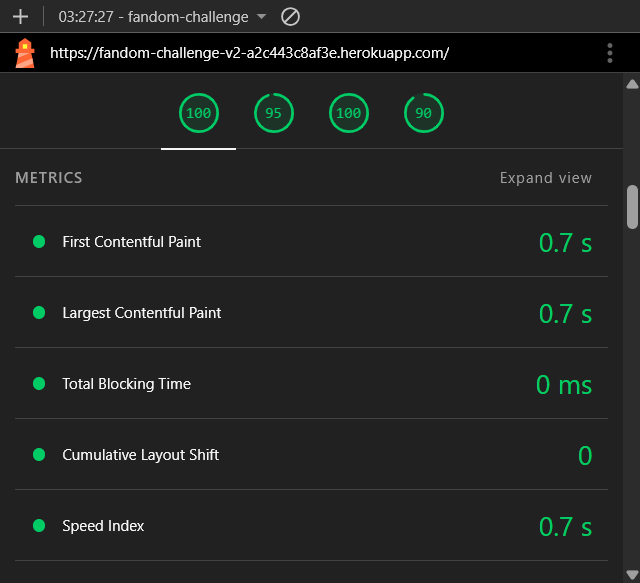 03:27:27 - fandom-challenge
https://fandom-challenge-v2-a2c443c8af3e.herokuapp.com/
100 95 100 90
METRICS Expand view
First Contentful Paint 0.7 s
Largest Contentful Paint 0.7 s
Total Blocking Time 0 ms
Cumulative Layout Shift 0
Speed Index 0.7 s